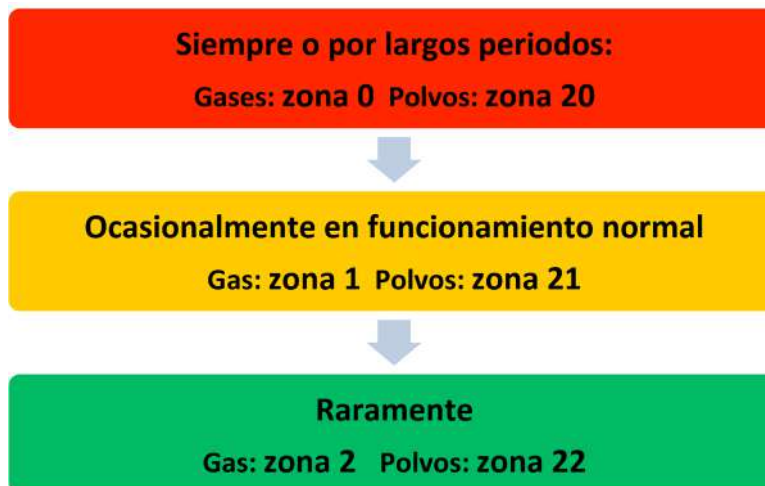 Siempre o por largos periodos:
Gases: zona 0 Polvos: zona 20
Ocasionalmente en funcionamiento normal
Gas: zona 1 Polvos: zona 21
Raramente
Gas: zona 2 Polvos: zona 22